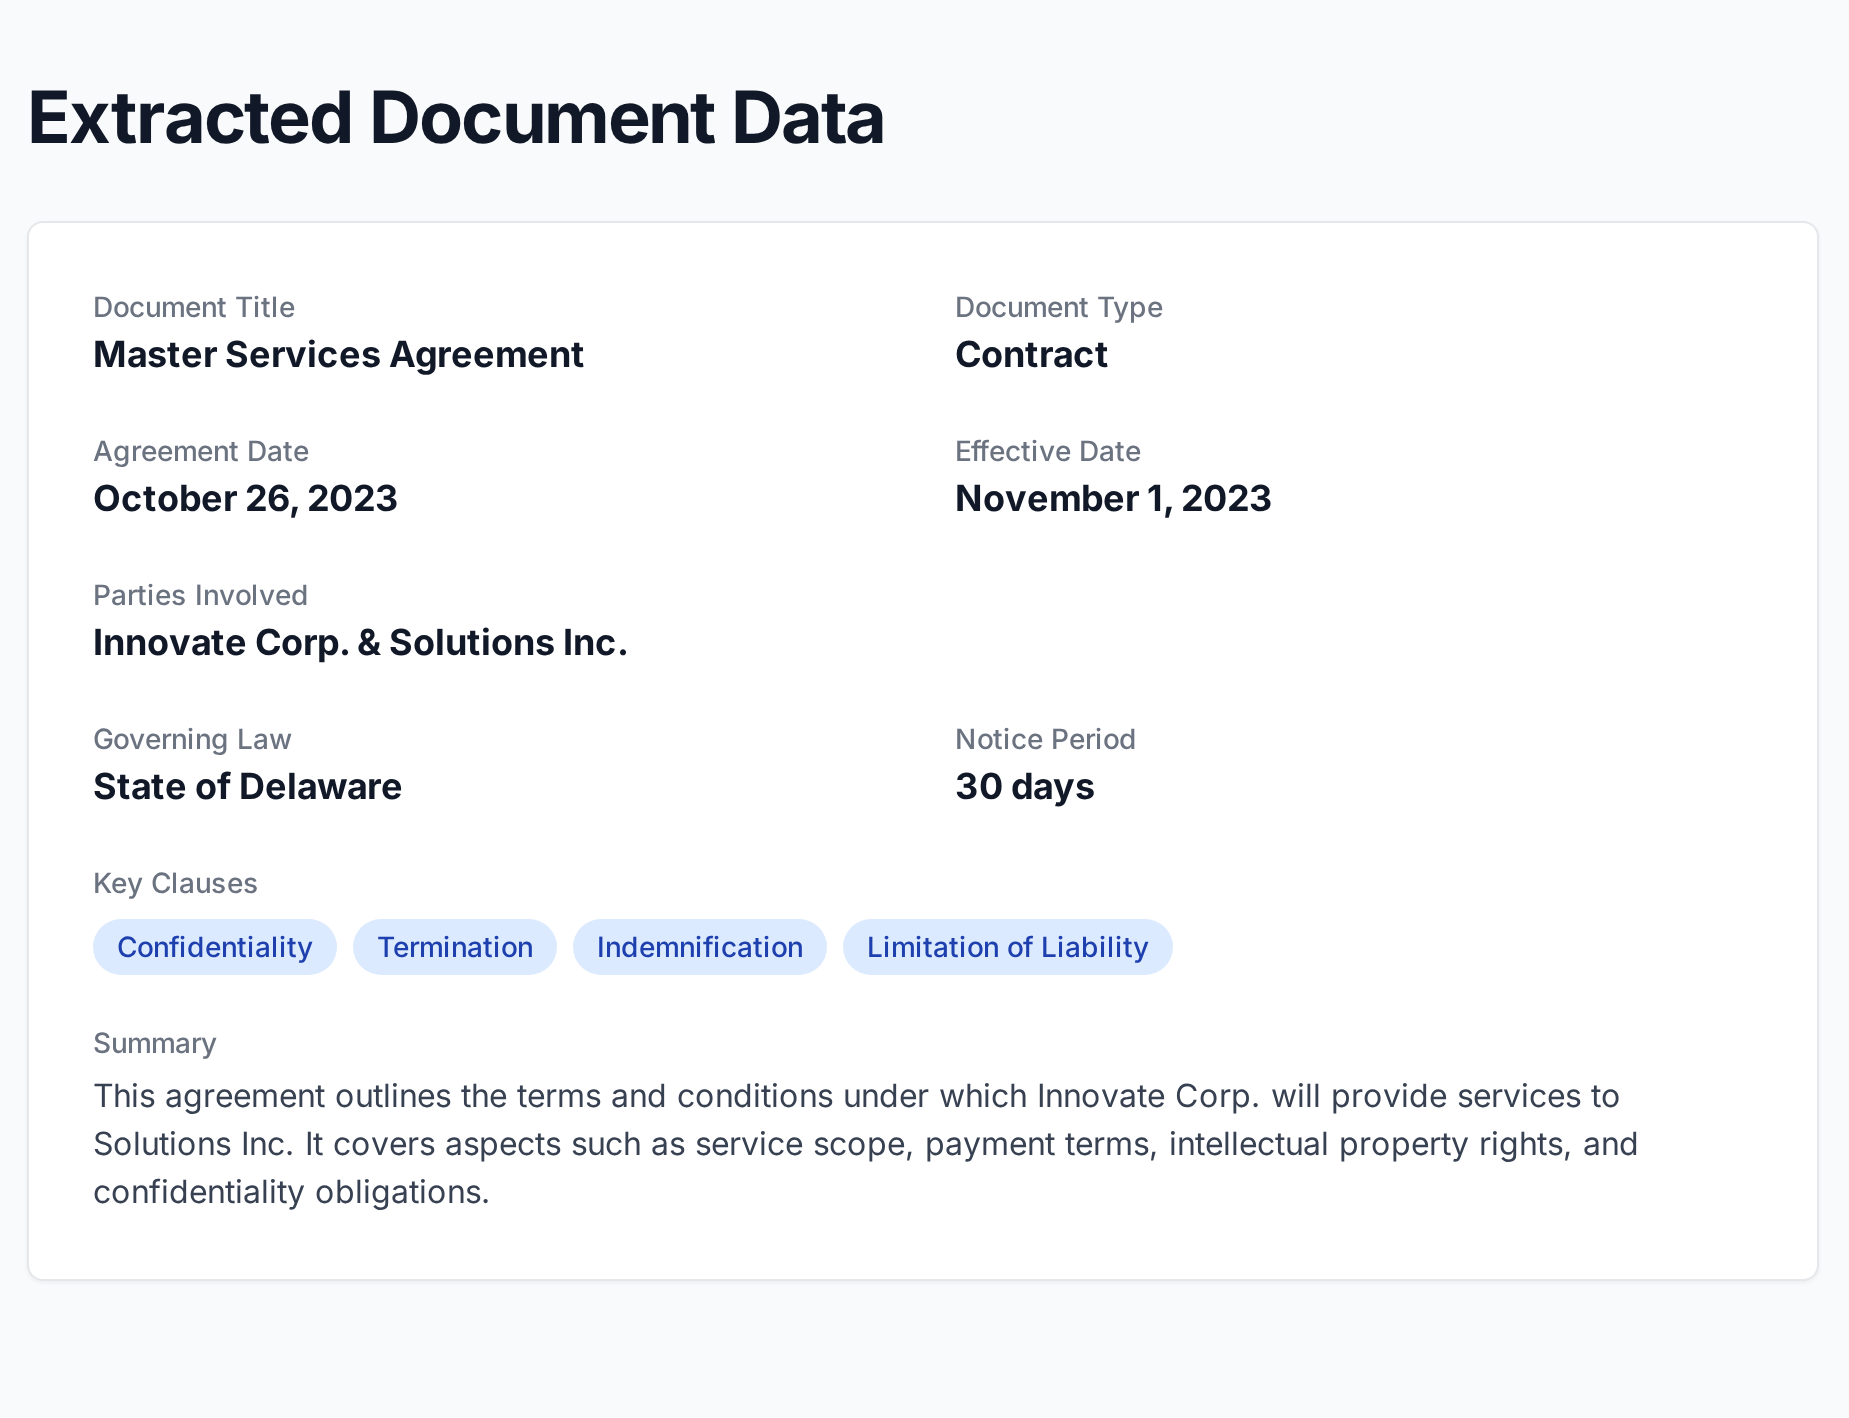 Extracted Document Data
Document Title
Master Services Agreement
Document Type
Contract
Agreement Date
October 26, 2023
Effective Date
November 1, 2023
Parties Involved
Innovate Corp. & Solutions Inc.
Governing Law
State of Delaware
Notice Period
30 days
Key Clauses
Confidentiality
Termination
Indemnification
Limitation of Liability
Summary
This agreement outlines the terms and conditions under which Innovate Corp. will provide services to
Solutions Inc. It covers aspects such as service scope, payment terms, intellectual property rights, and
confidentiality obligations.